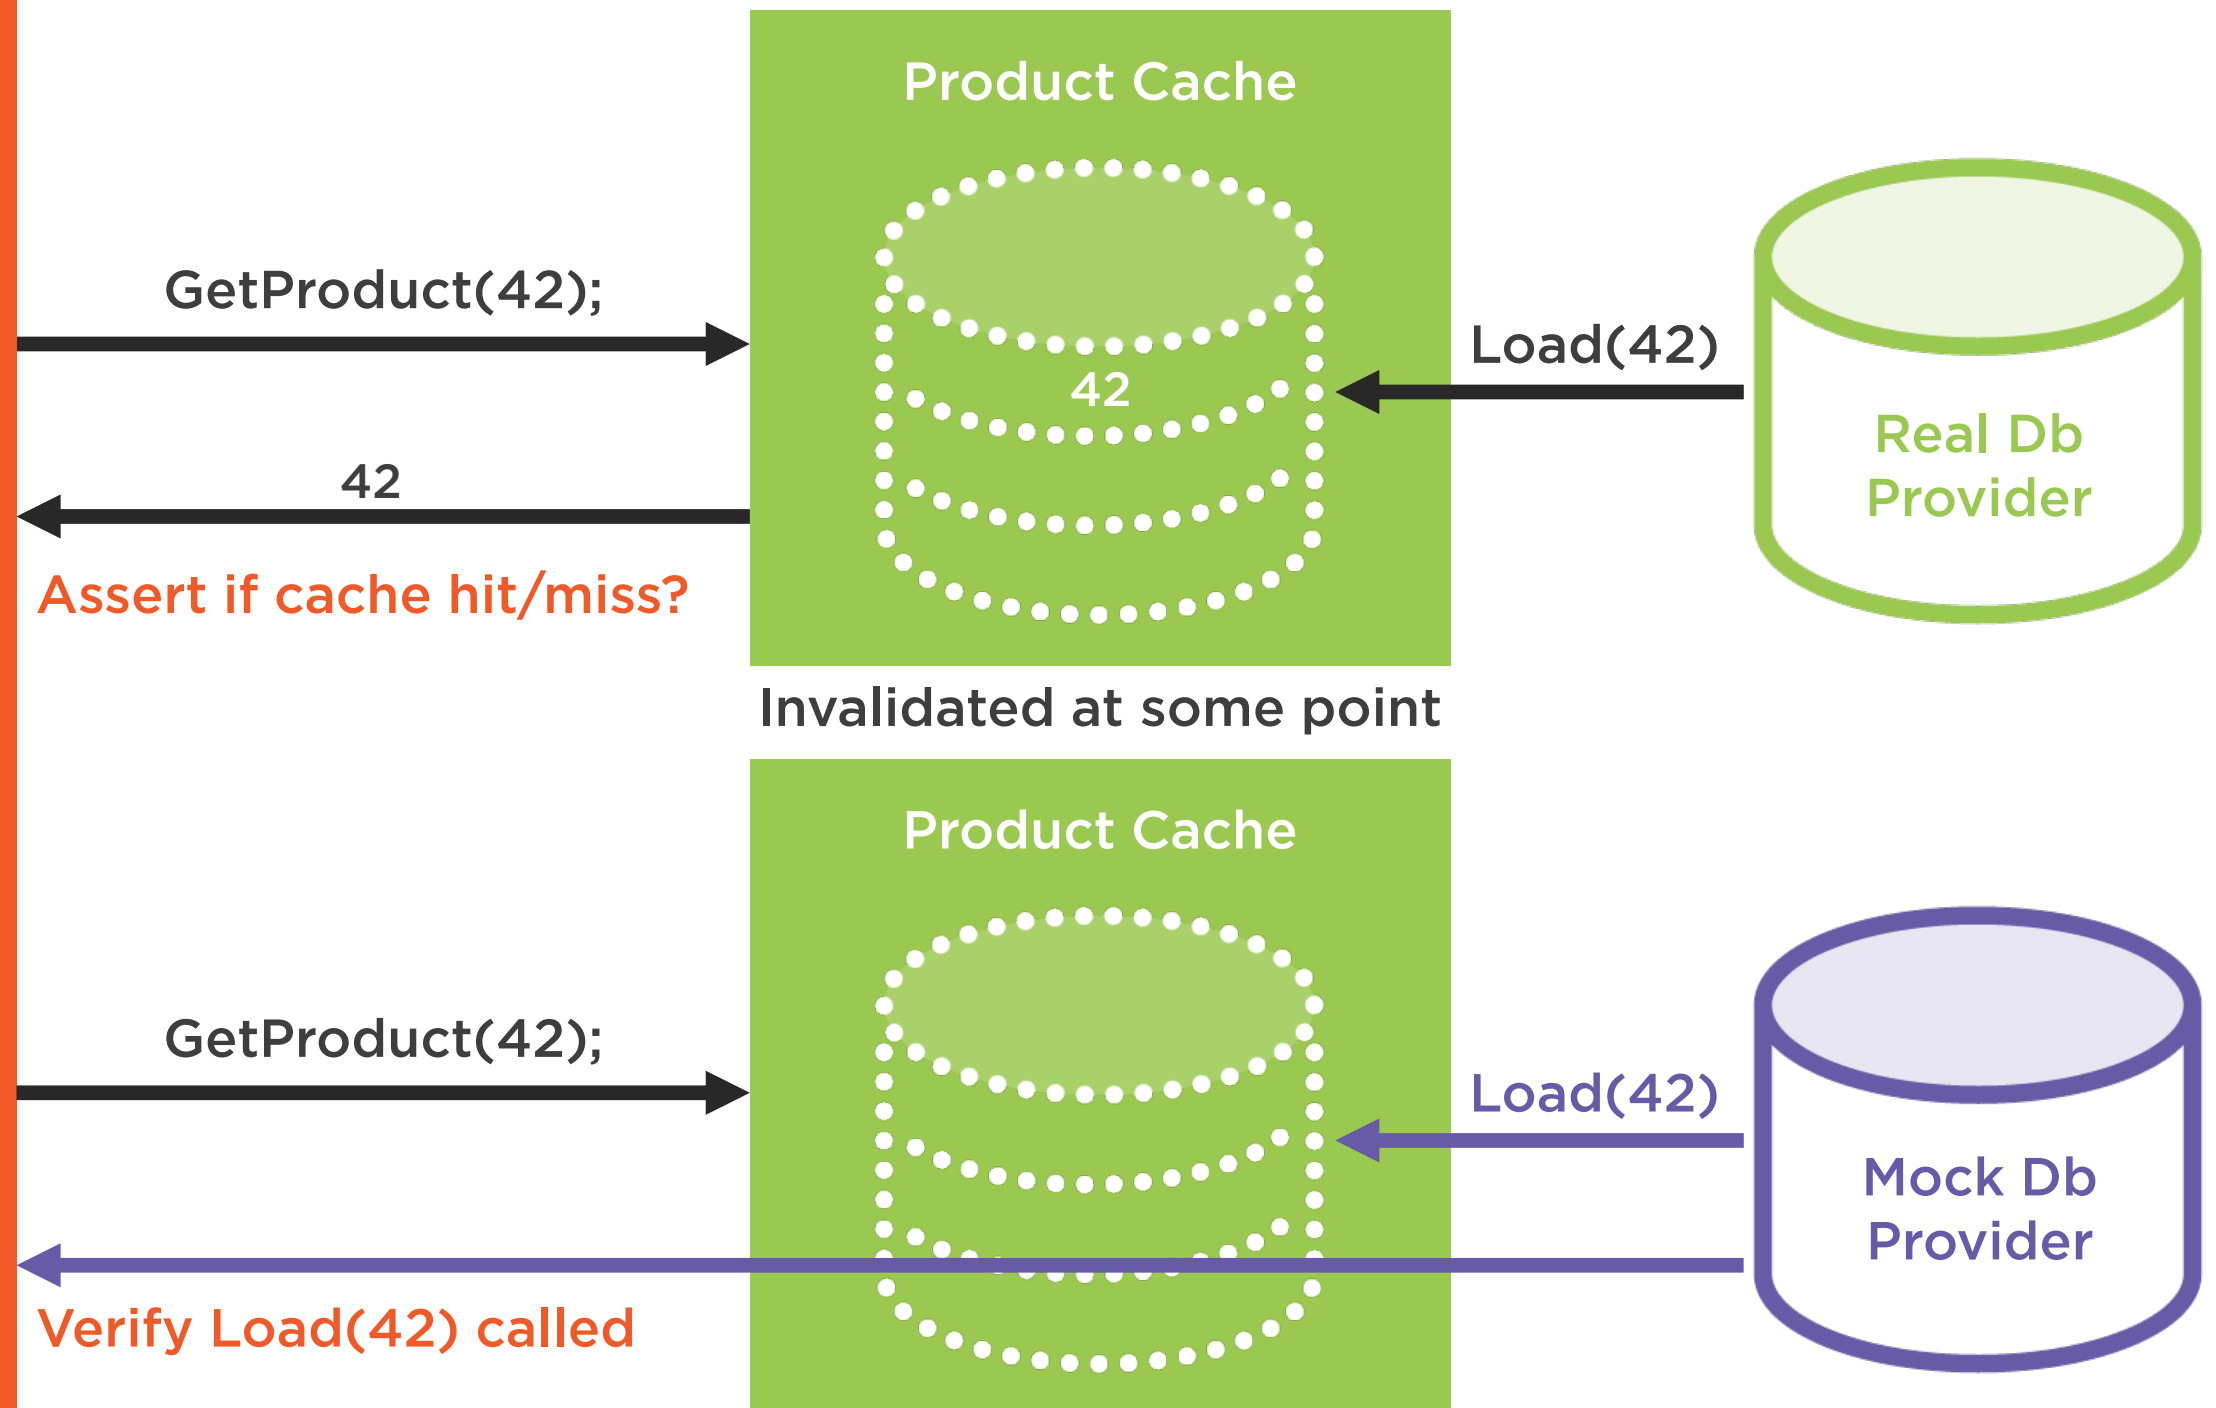 Product Cache
GetProduct(42);
42
Load(42)
Real Db
Provider
42
Assert if cache hit/miss?
Invalidated at some point
Product Cache
GetProduct(42);
Load(42)
Mock Db
Provider
Verify Load(42) called